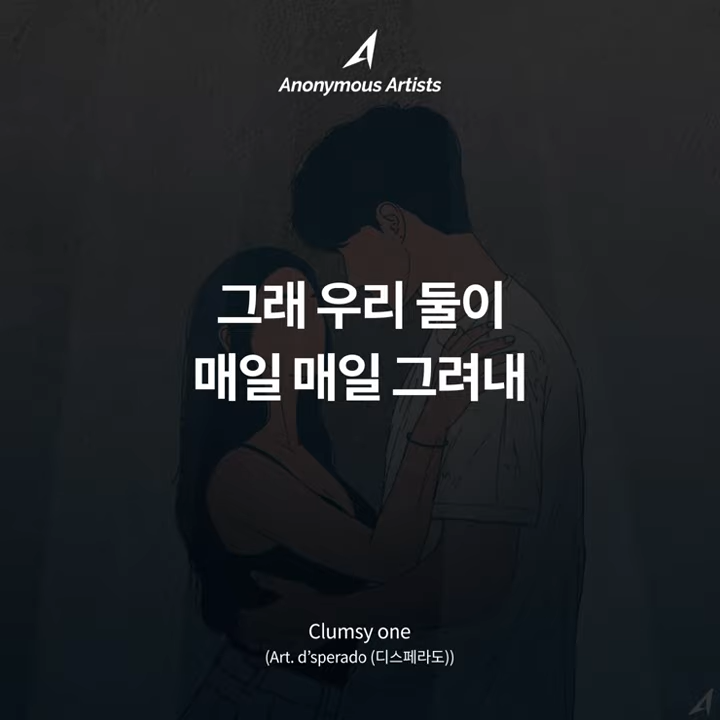 Anonymous Artists
그래 우리 둘이
매일 매일 그려내
Clumsy one
(Art. d’sperado (디스페라도))